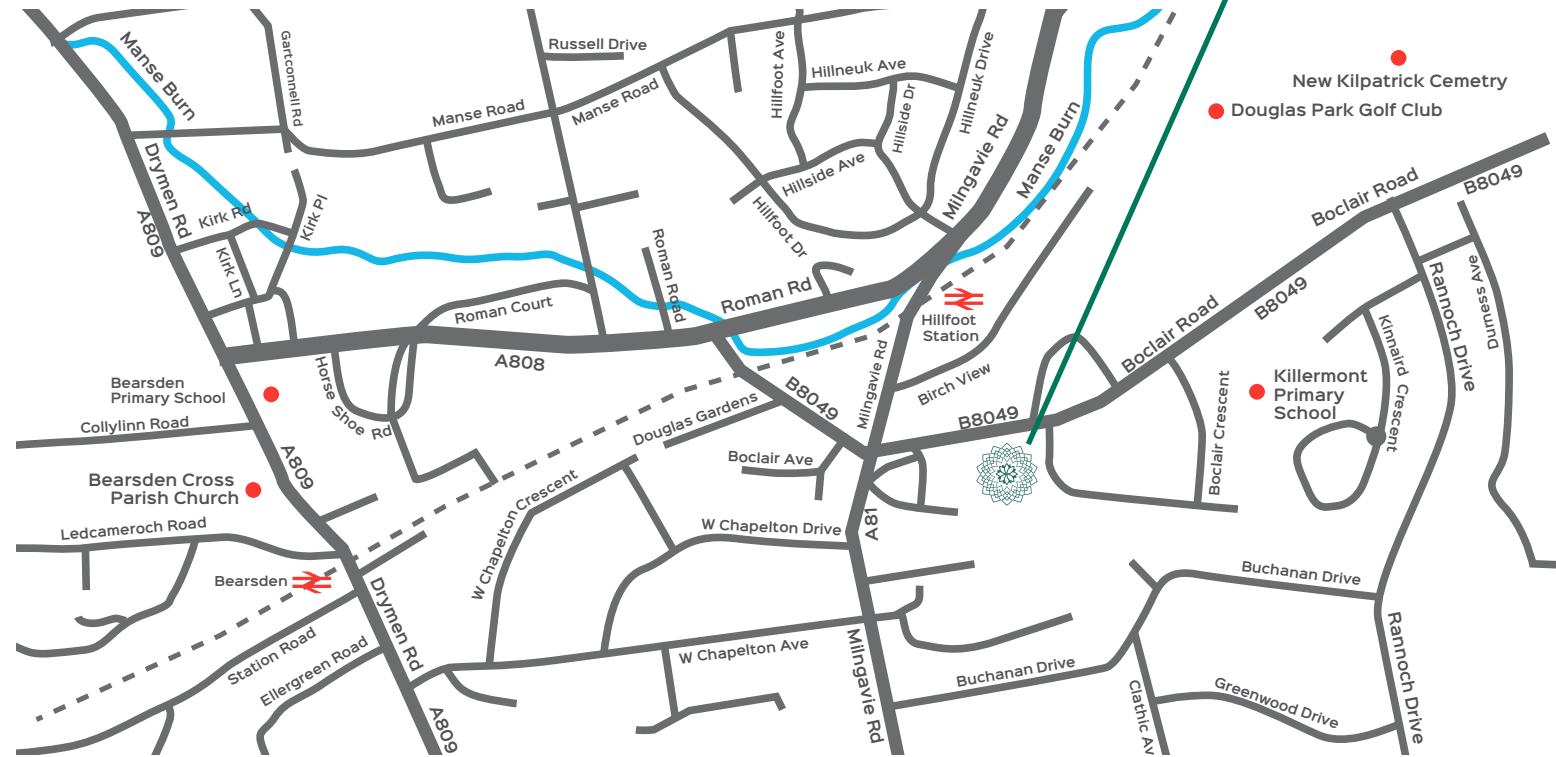 Manse Burn
Gartconnell Rd
Russell Drive
Manse Road
Manse Road
Hillfoot Ave
Hillneuk Ave
Hillside Dr
Hillneuk Drive
Hillside Ave
Hillfoot Dr
Milngavie Rd
Manse Burn
New Kilpatrick Cemetry
Douglas Park Golf Club
Boclair Road
B8049
Drymen Rd
A809
Kirk Rd
Kirk Pl
Kirk Ln
Roman Road
Roman Court
Roman Rd
A808
Hillfoot
Station
Milngavie Rd
Birch View
Boclair Road
B8049
Rannoch Drive
Durness Ave
Kinnaird Crescent
Killermont
Primary
School
Bearsden
Primary School
Horse Shoe Rd
Collylinn Road
A809
Douglas Gardens
B8049
B8049
Boclair Ave
Boclair Crescent
Bearsden Cross
Parish Church
Ledcameroch Road
W Chapelton Crescent
W Chapelton Drive
A81
Bearsden
Drymen Rd
Station Road
Ellergreen Road
A809
W Chapelton Ave
Milngavie Rd
Buchanan Drive
Buchanan Drive
Clathic Av
Greenwood Drive
Rannoch Drive